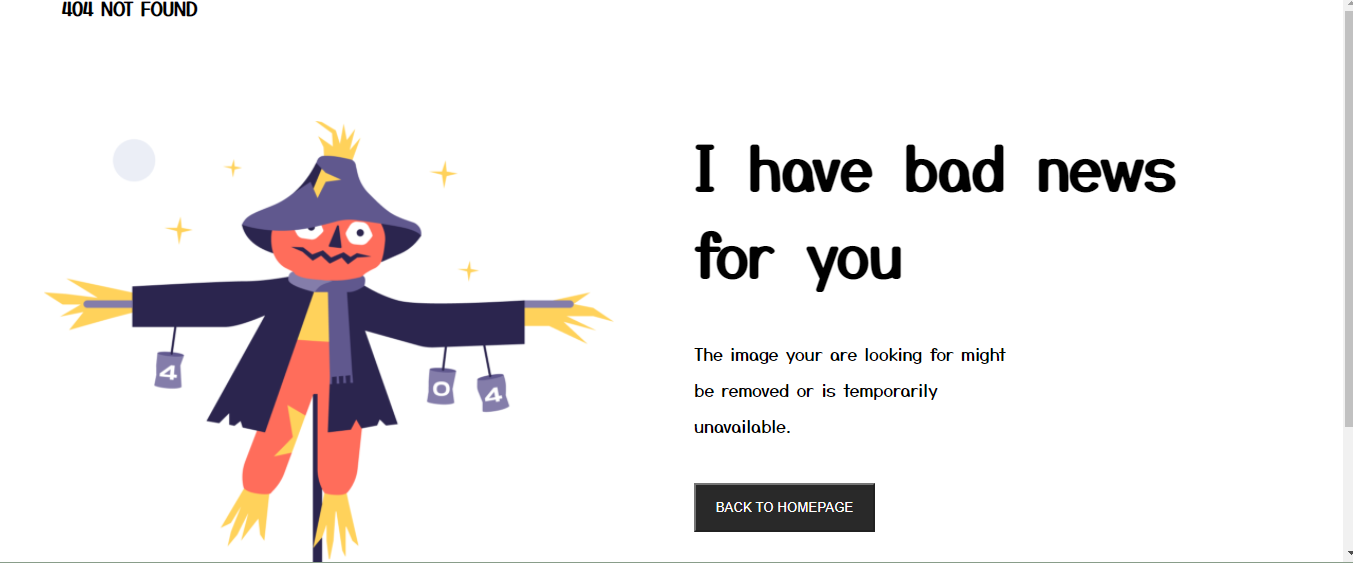 404 NOT FOUND
I have bad news
for you
4
0
4
The image your are looking for might
be removed or is temporarily
unavailable.
BACK TO HOMEPAGE